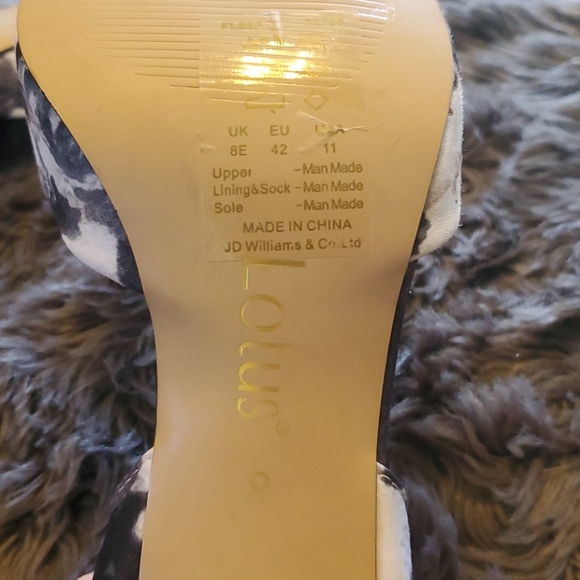 UK EU USA
8E 42 11
Upper -Man Made
Lining&Sock -Man Made
Sole -Man Made
MADE IN CHINA
JD Williams & Co.Ltd
Lotus®